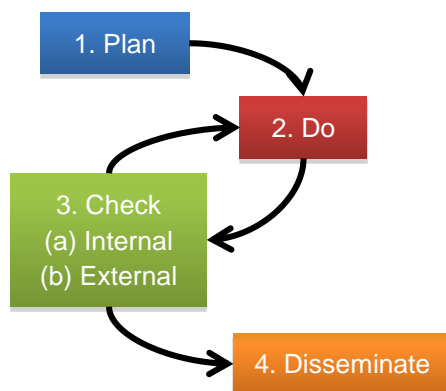 1. Plan
2. Do
3. Check
(a) Internal
(b) External
4. Disseminate